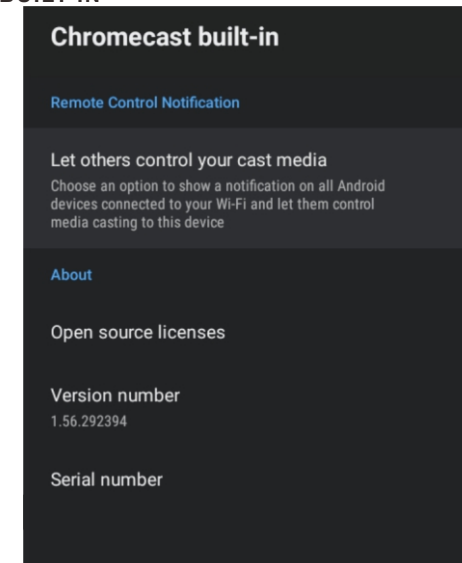 Chromecast built-in
Remote Control Notification
Let others control your cast media
Choose an option to show a notification on all Android
devices connected to your Wi-Fi and let them control
media casting to this device
About
Open source licenses
Version number
1.56.292394
Serial number